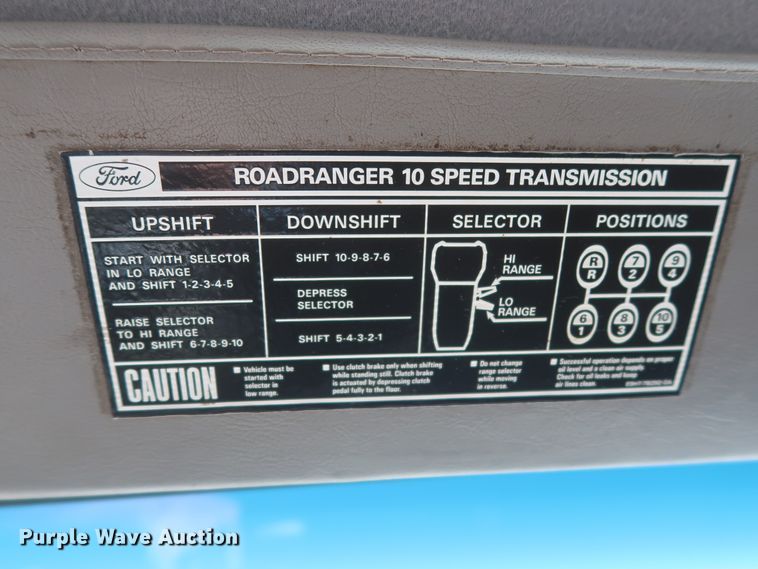 Ford
ROADRANGER 10 SPEED TRANSMISSION
UPSHIFT
START WITH SELECTOR
IN LO RANGE
AND SHIFT 1-2-3-4-5
RAISE SELECTOR
TO HI RANGE
AND SHIFT 6-7-8-9-10
DOWNSHIFT
SHIFT 10-9-8-7-6
DEPRESS
SELECTOR
SHIFT 5-4-3-2-1
SELECTOR
HI
RANGE
LO
RANGE
POSITIONS
R 7 9
R 2 4
6 8 10
1 3 5
CAUTION
Vehicle must be
started with
selector in
low range.
Use clutch brake only when shifting
while standing still. Clutch brake
is actuated by depressing clutch
pedal fully to the floor.
Do not change
range selector
while moving
in reverse.
Successful operation depends on proper
oil level and a clean air supply.
Check for oil leaks and keep
air lines clean.
Purple Wave Auction